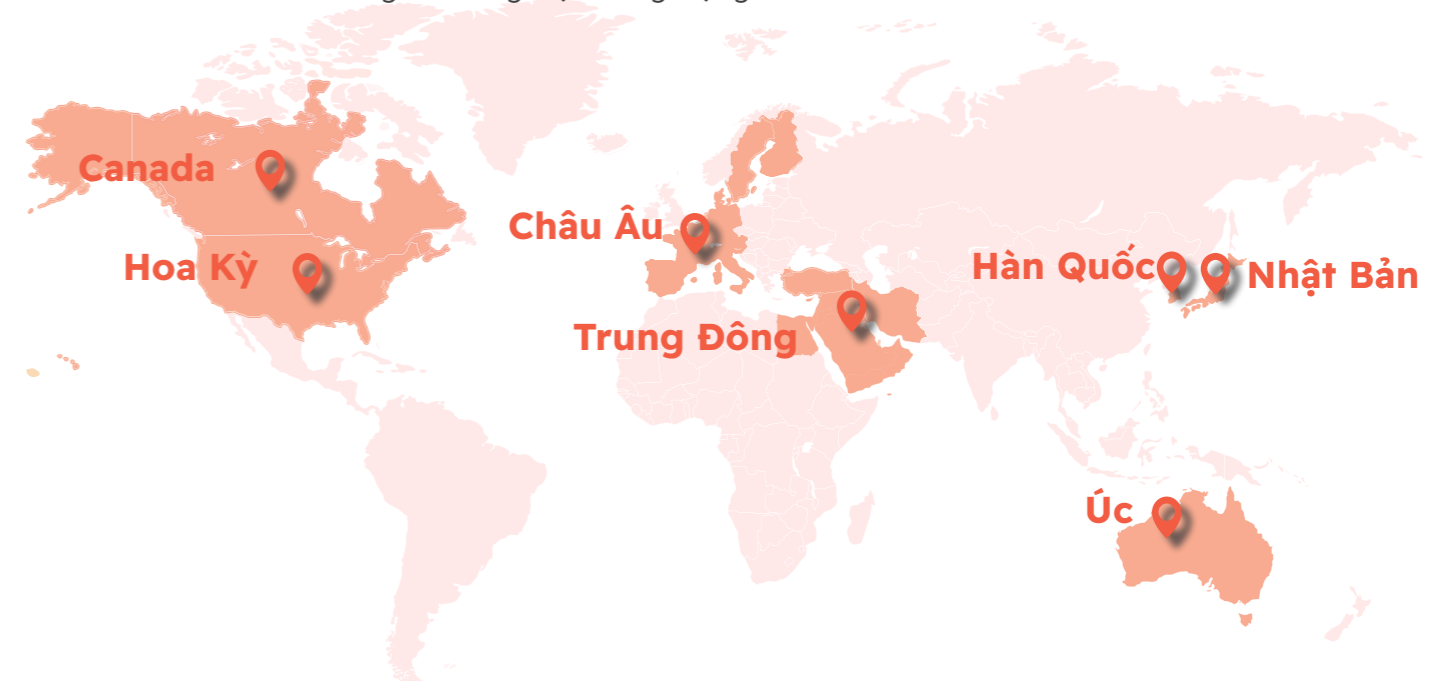 Canada
Châu Âu
Hoa Kỳ
Hàn Quốc
Nhật Bản
Trung Đông
Úc